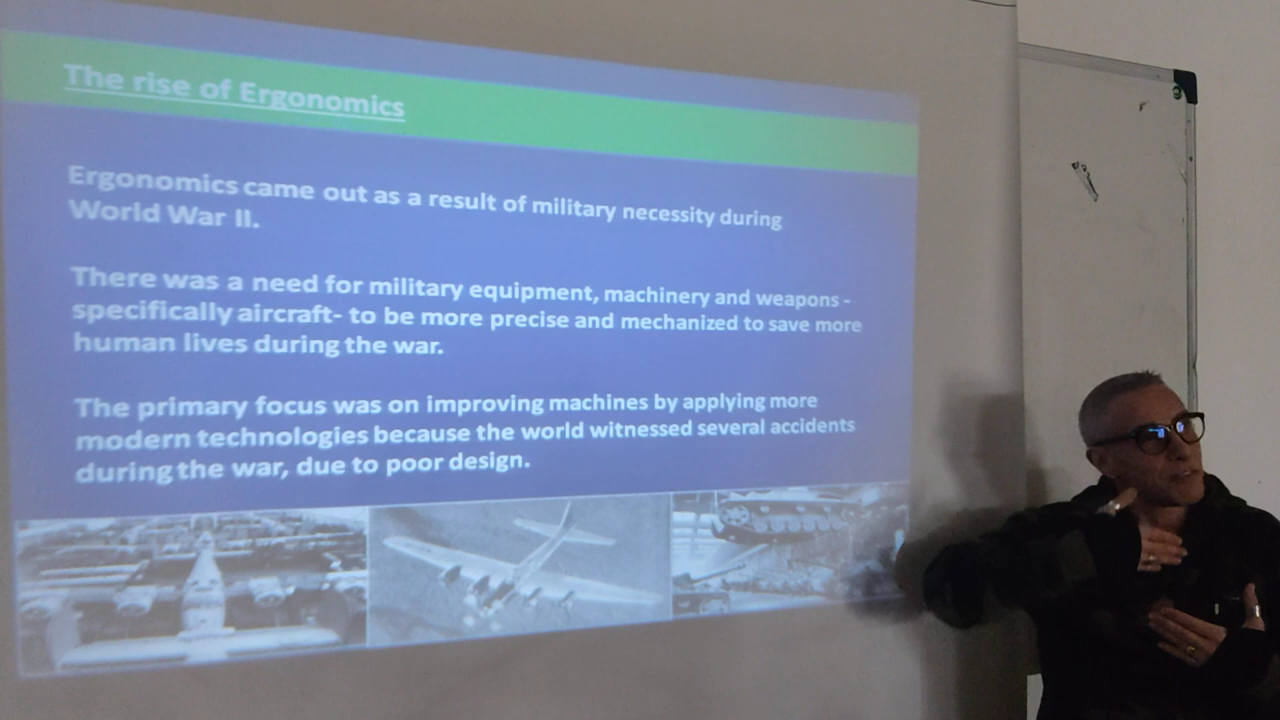 The rise of Ergonomics
Ergonomics came out as a result of military necessity during
World War II.
There was a need for military equipment, machinery and weapons -
specifically aircraft- to be more precise and mechanized to save more
human lives during the war.
The primary focus was on improving machines by applying more
modern technologies because the world witnessed several accidents
during the war, due to poor design.